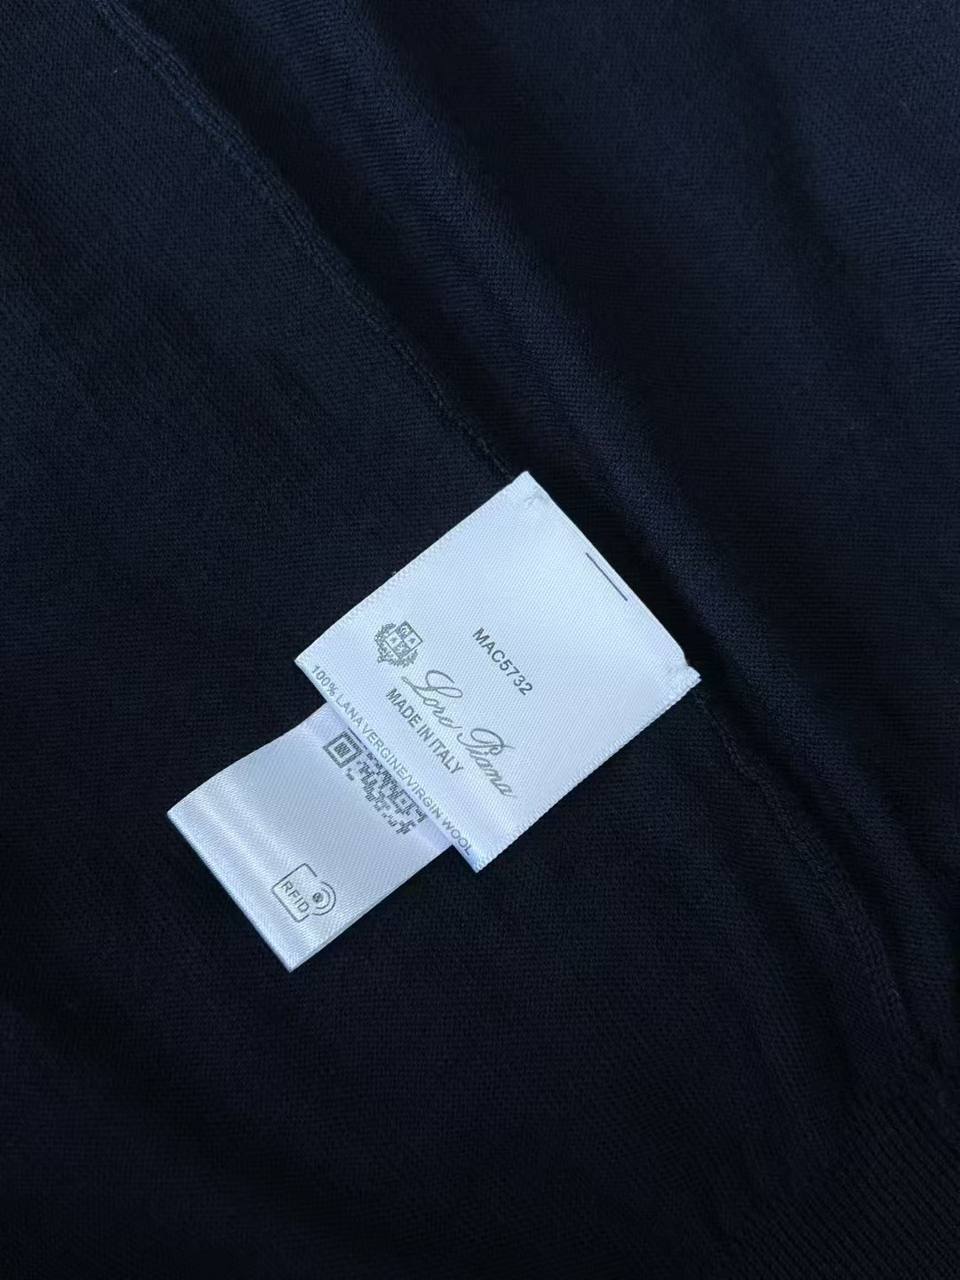 MAC5732
Loro Piana
MADE IN ITALY
100% LANA VERGINE/VIRGIN WOOL
RFID